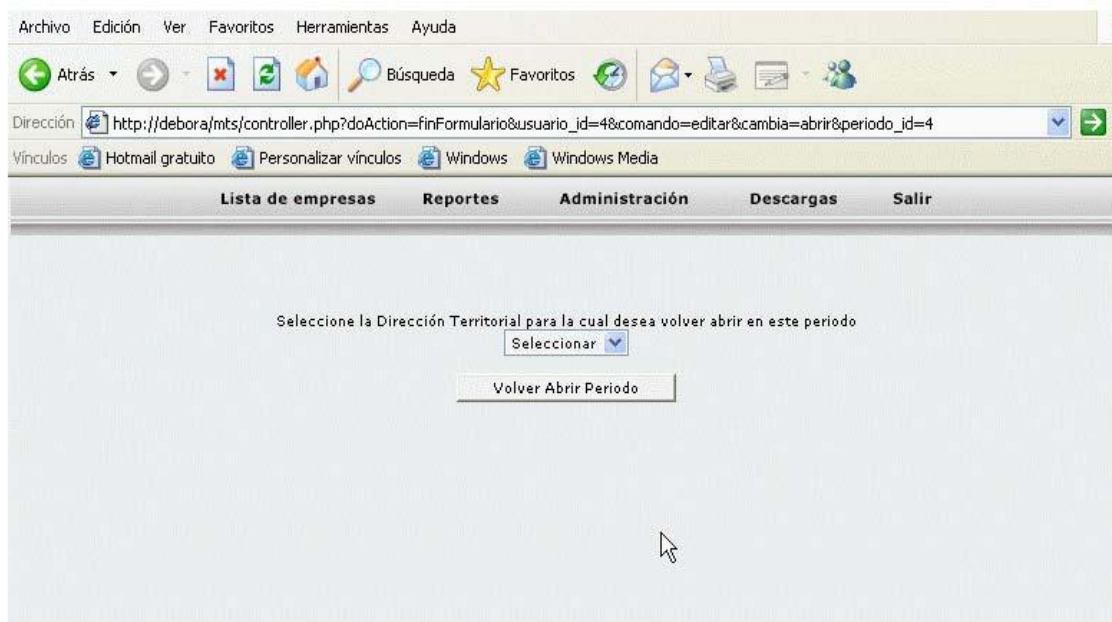 Archivo Edición Ver Favoritos Herramientas Ayuda
Atrás Búsqueda Favoritos
Dirección http://debora/mts/controller.php?doAction=finFormulario&usuario_id=4&comando=editar&cambia=abrir&periodo_id=4
Vínculos Hotmail gratuito Personalizar vínculos Windows Windows Media
Lista de empresas Reportes Administración Descargas Salir
Seleccione la Dirección Territorial para la cual desea volver abrir en este periodo
Seleccionar
Volver Abrir Periodo